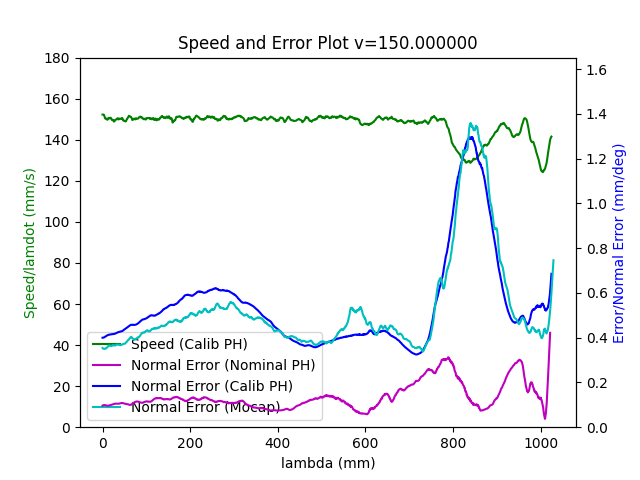 Speed and Error Plot v=150.000000
180
160
140
120
100
80
60
40
20
0
Speed/lamdot (mm/s)
1.6
1.4
1.2
1.0
0.8
0.6
0.4
0.2
0.0
Error/Normal Error (mm/deg)
Speed (Calib PH)
Normal Error (Nominal PH)
Normal Error (Calib PH)
Normal Error (Mocap)
0 200 400 600 800 1000
lambda (mm)